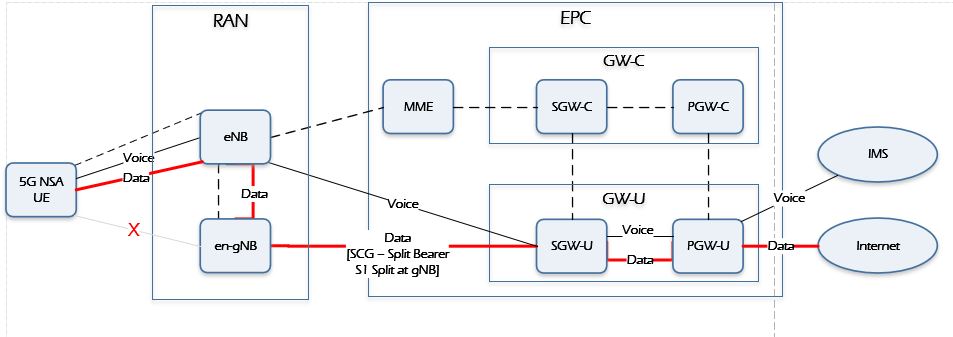 RAN
EPC
GW-C
MME
SGW-C
PGW-C
eNB
Voice
Data
5G NSA
UE
IMS
X
Data
Voice
GW-U
Voice
en-gNB
Data
[SCG – Split Bearer
S1 Split at gNB]
SGW-U
Voice
Data
PGW-U
Data
Internet